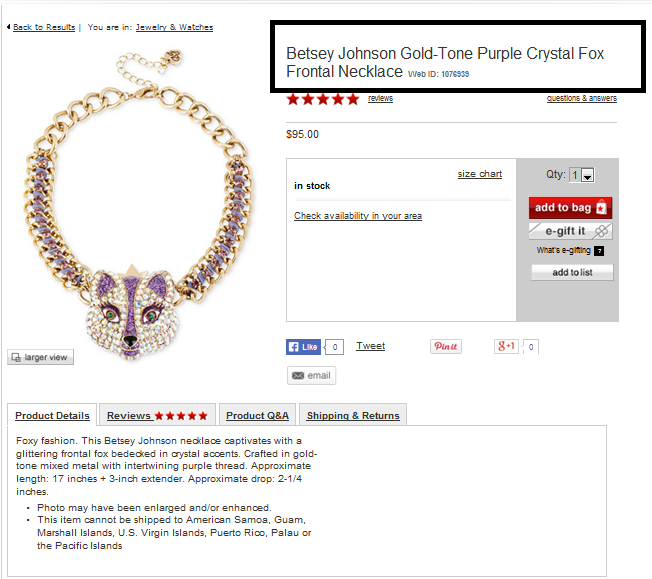 Back to Results | You are in: Jewelry & Watches
Betsey Johnson Gold-Tone Purple Crystal Fox
Frontal Necklace Web ID: 1076939
reviews
questions & answers
$95.00
size chart
in stock
Check availability in your area
Qty: 1
add to bag
e-gift it
What's e-gifting ?
add to list
larger view
f Like 0
Tweet
Pin it
g+1 0
email
Product Details
Reviews
Product Q&A
Shipping & Returns
Foxy fashion. This Betsey Johnson necklace captivates with a
glittering frontal fox bedecked in crystal accents. Crafted in gold-
tone mixed metal with intertwining purple thread. Approximate
length: 17 inches + 3-inch extender. Approximate drop: 2-1/4
inches.
• Photo may have been enlarged and/or enhanced.
• This item cannot be shipped to American Samoa, Guam,
Marshall Islands, U.S. Virgin Islands, Puerto Rico, Palau or
the Pacific Islands